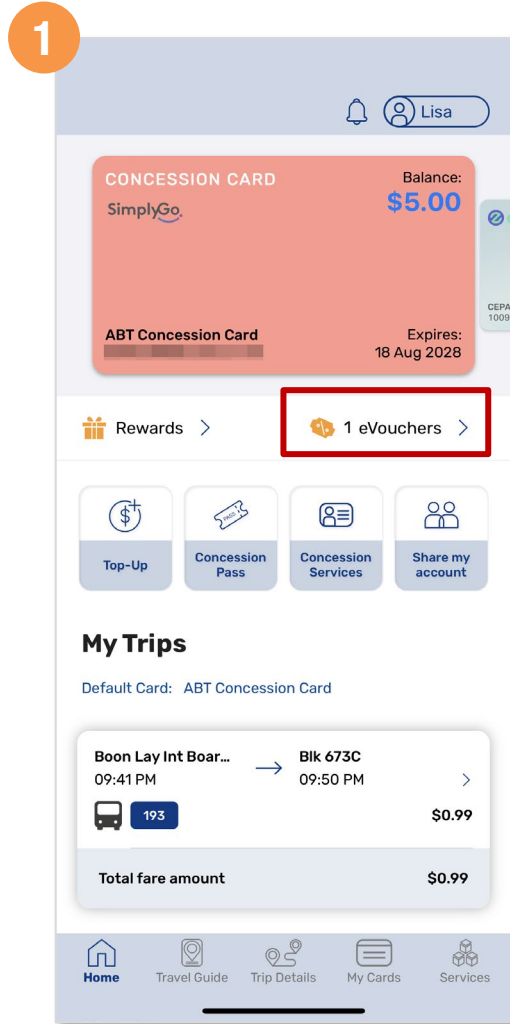 1
Lisa
CONCESSION CARD
Balance:
SimplyGo
$5.00
CEPA
1009
ABT Concession Card
Expires:
18 Aug 2028
Rewards
1 eVouchers
Top-Up
Concession
Pass
PASS
Concession
Services
Share my
account
My Trips
Default Card: ABT Concession Card
Boon Lay Int Boar...
Blk 673C
09:41 PM
09:50 PM
193
$0.99
Total fare amount
$0.99
Home
Travel Guide
Trip Details
My Cards
Services